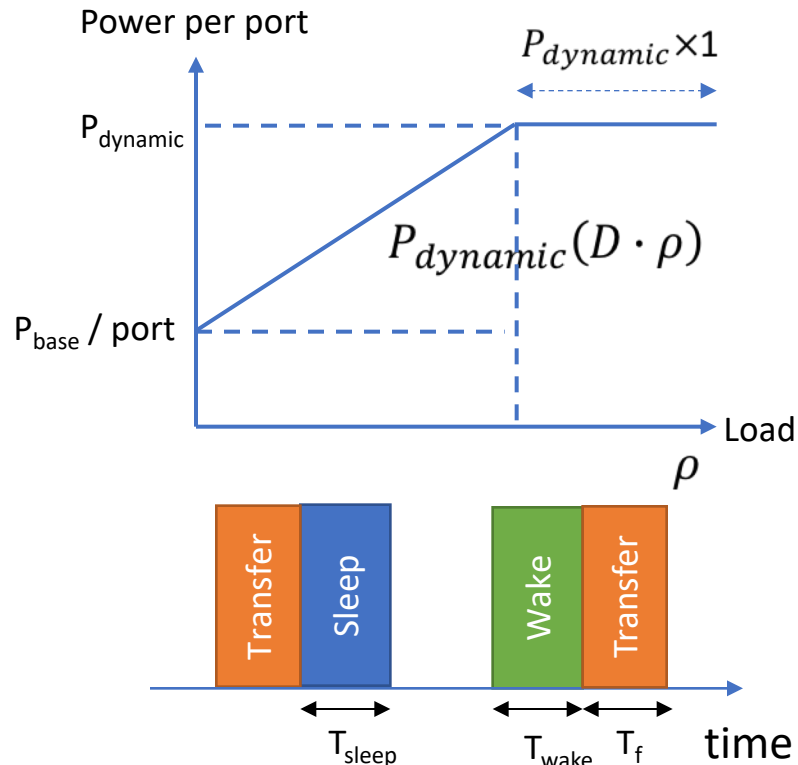 Power per port
P_dynamic×1
P_dynamic
P_dynamic(D · ρ)
P_base / port
Load
ρ
Transfer
Sleep
Wake
Transfer
T_sleep
T_wake
T_f
time